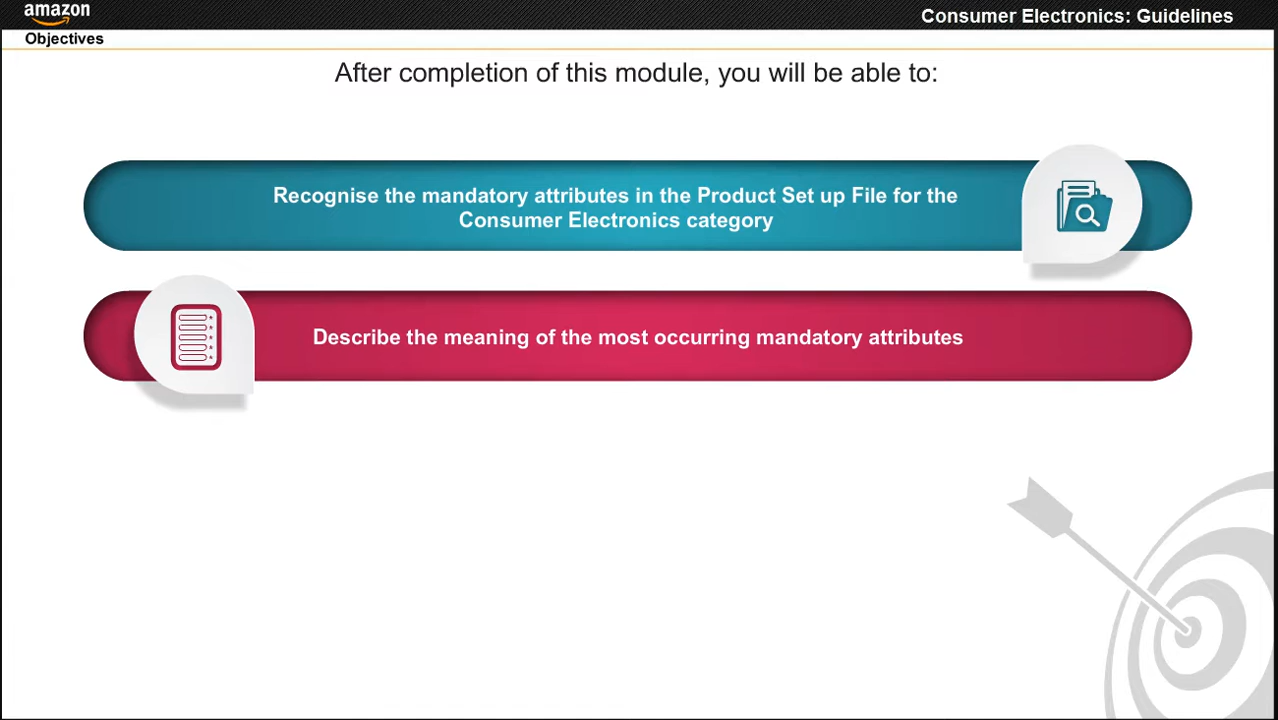 amazon
Consumer Electronics: Guidelines
Objectives
After completion of this module, you will be able to:
Recognise the mandatory attributes in the Product Set up File for the
Consumer Electronics category
Describe the meaning of the most occurring mandatory attributes